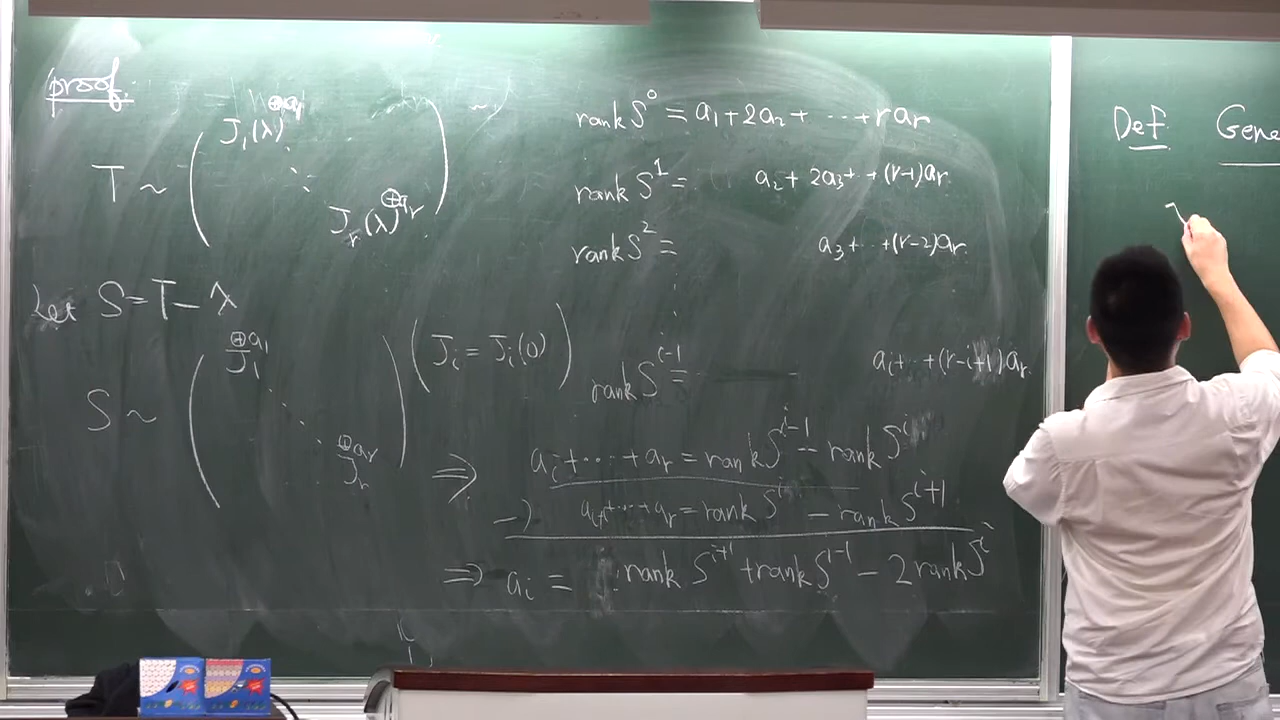 proof.
T ~ ( J₁(λ)^{⊕a₁} ⋱ J_r(λ)^{⊕a_r} )
Let S = T − λ
S ~ ( J₁^{⊕a₁} ⋱ J_r^{⊕a_r} ) ( J_i = J_i(0) )
rank S⁰ = a₁ + 2a₂ + ⋯ + r a_r
rank S¹ = a₂ + 2a₃ + ⋯ + (r−1)a_r
rank S² = a₃ + ⋯ + (r−2)a_r
⋮
rank S^{i−1} = a_i + ⋯ + (r−i+1)a_r
⇒ a_i + ⋯ + a_r = rank S^{i−1} − rank S^i
−) a_{i+1} + ⋯ + a_r = rank S^i − rank S^{i+1}
⇒ a_i = rank S^{i+1} + rank S^{i−1} − 2 rank S^i
Def. Gene